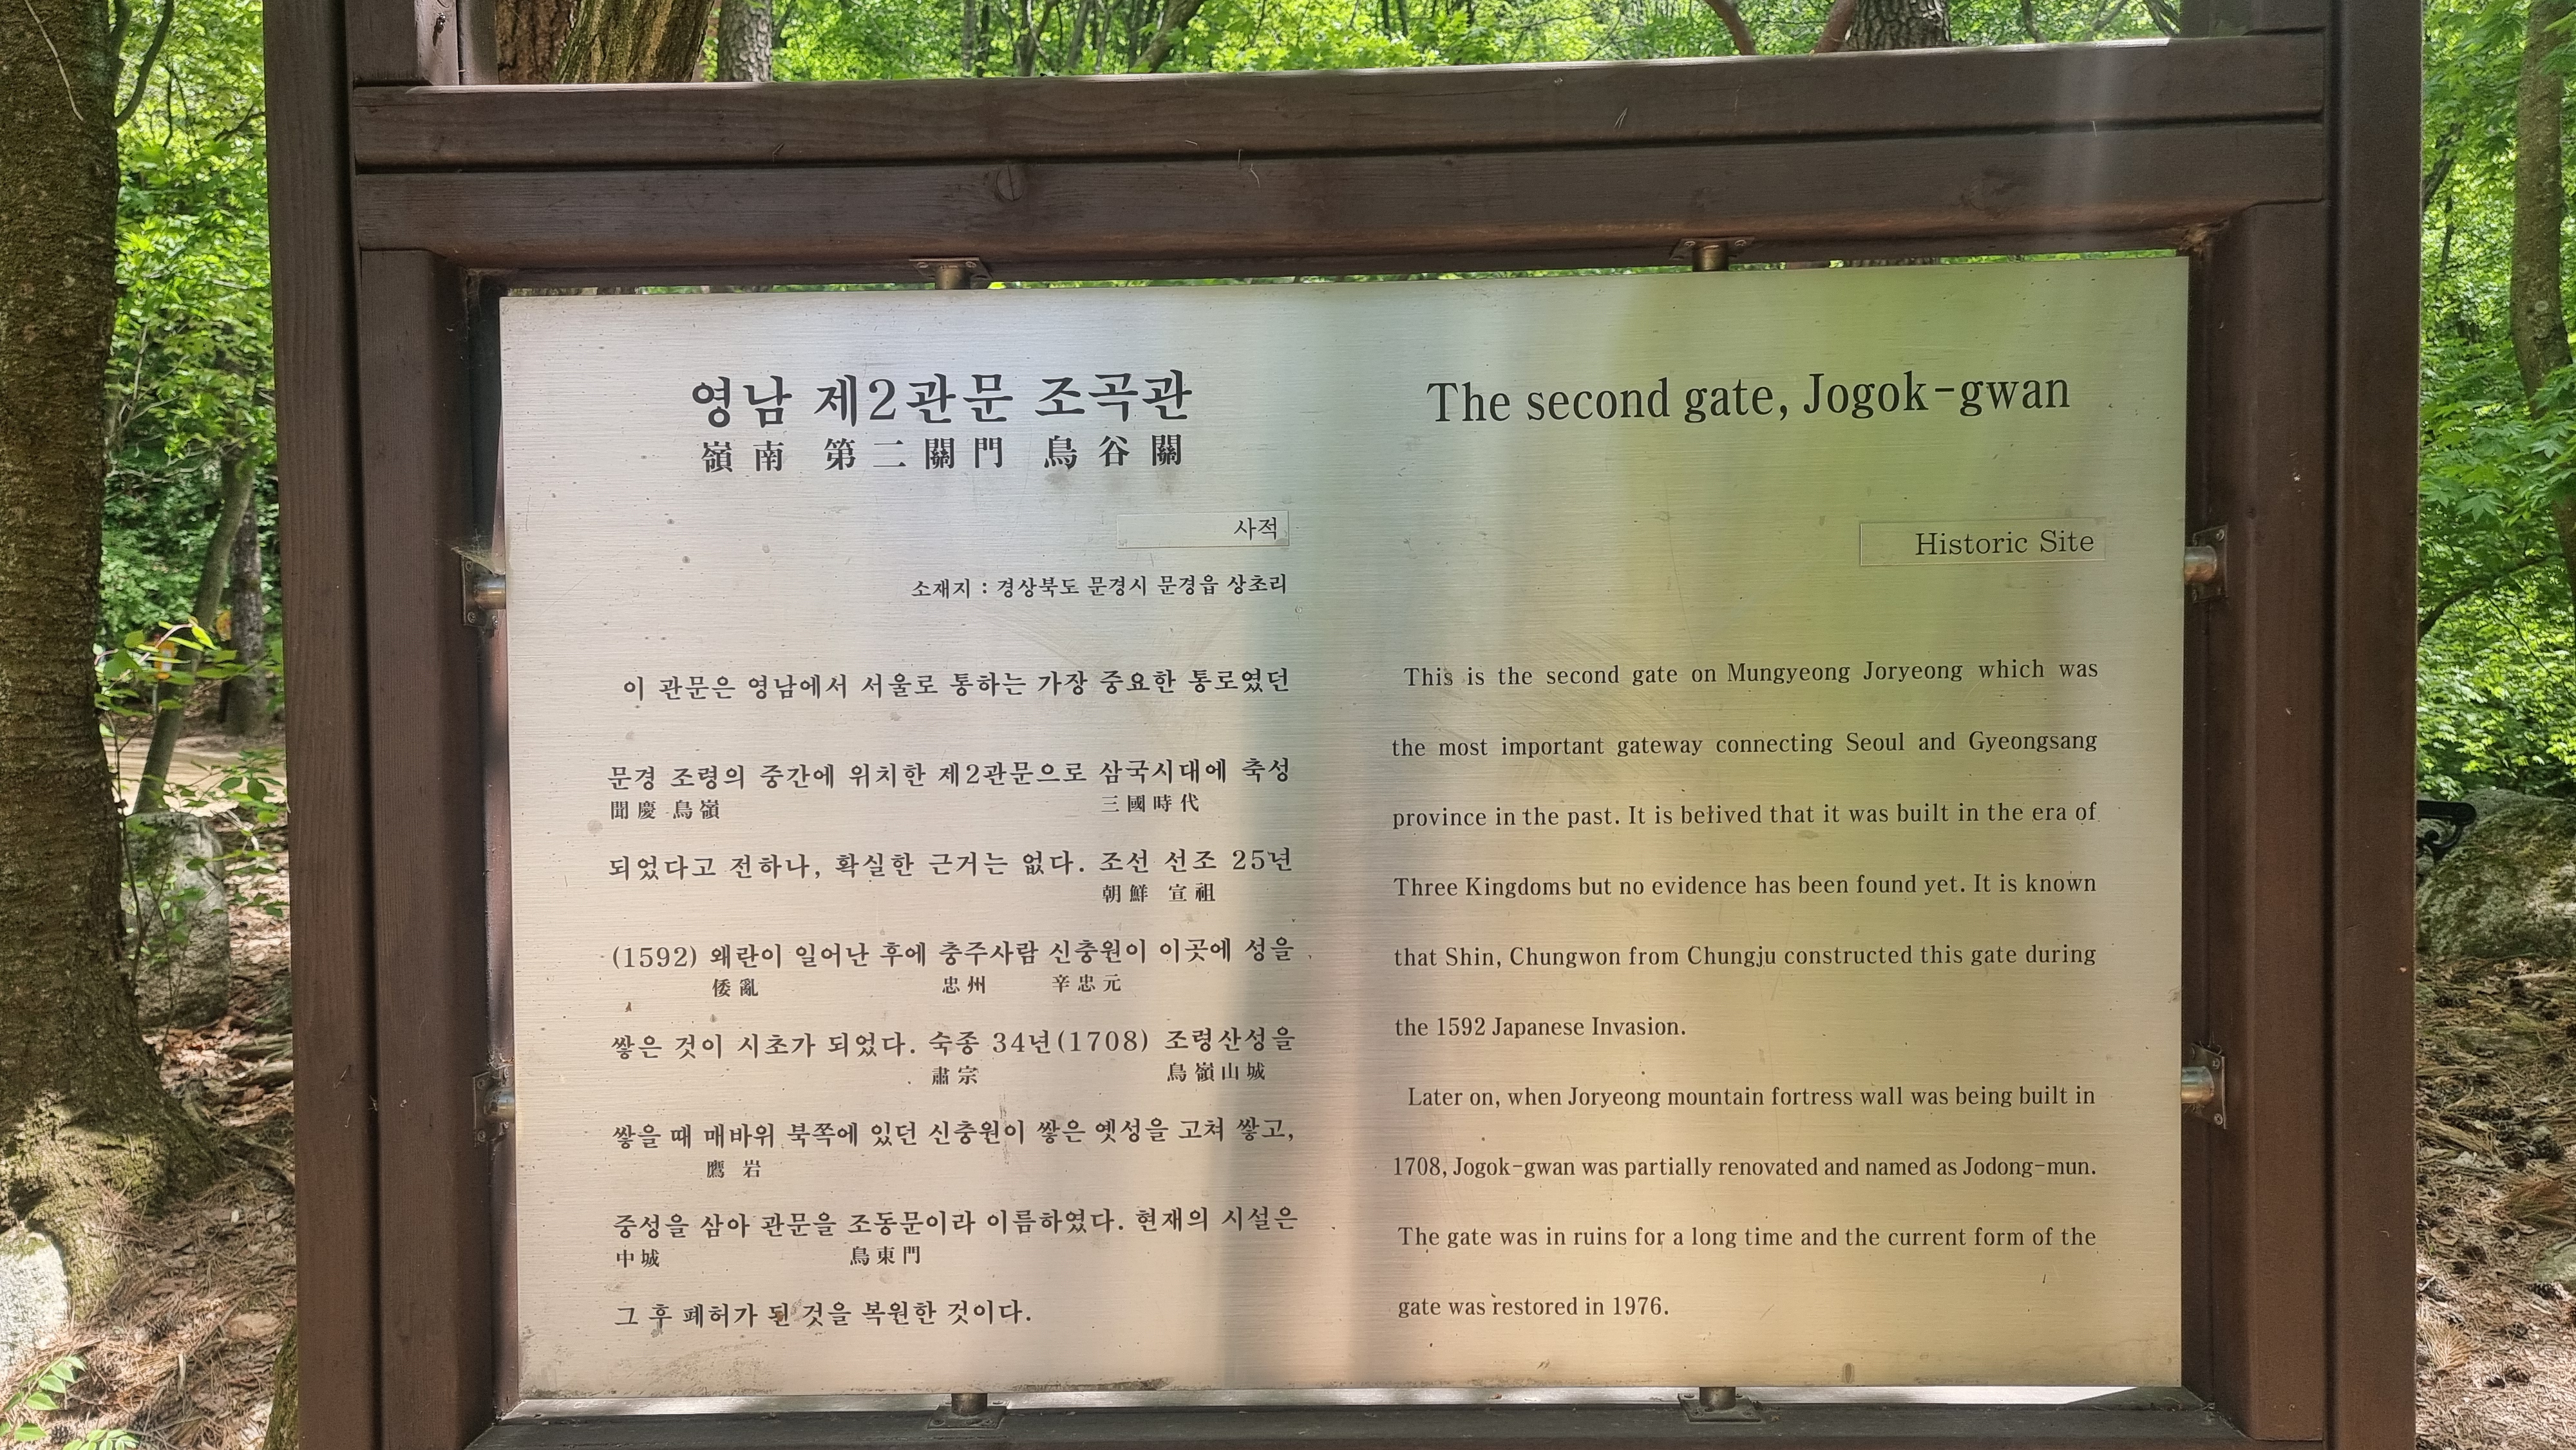 영남 제2관문 조곡관
嶺南 第二關門 鳥谷關
사적
소재지 : 경상북도 문경시 문경읍 상초리
이 관문은 영남에서 서울로 통하는 가장 중요한 통로였던
문경 조령의 중간에 위치한 제2관문으로 삼국시대에 축성
聞慶 鳥嶺 三國時代
되었다고 전하나, 확실한 근거는 없다. 조선 선조 25년
朝鮮 宣祖
(1592) 왜란이 일어난 후에 충주사람 신충원이 이곳에 성을
倭亂 忠州 辛忠元
쌓은 것이 시초가 되었다. 숙종 34년(1708) 조령산성을
肅宗 鳥嶺山城
쌓을 때 매바위 북쪽에 있던 신충원이 쌓은 옛성을 고쳐 쌓고,
鷹岩
중성을 삼아 관문을 조동문이라 이름하였다. 현재의 시설은
中城 鳥東門
그 후 폐허가 된 것을 복원한 것이다.
The second gate, Jogok-gwan
Historic Site
This is the second gate on Mungyeong Joryeong which was
the most important gateway connecting Seoul and Gyeongsang
province in the past. It is belived that it was built in the era of
Three Kingdoms but no evidence has been found yet. It is known
that Shin, Chungwon from Chungju constructed this gate during
the 1592 Japanese Invasion.
Later on, when Joryeong mountain fortress wall was being built in
1708, Jogok-gwan was partially renovated and named as Jodong-mun.
The gate was in ruins for a long time and the current form of the
gate was restored in 1976.